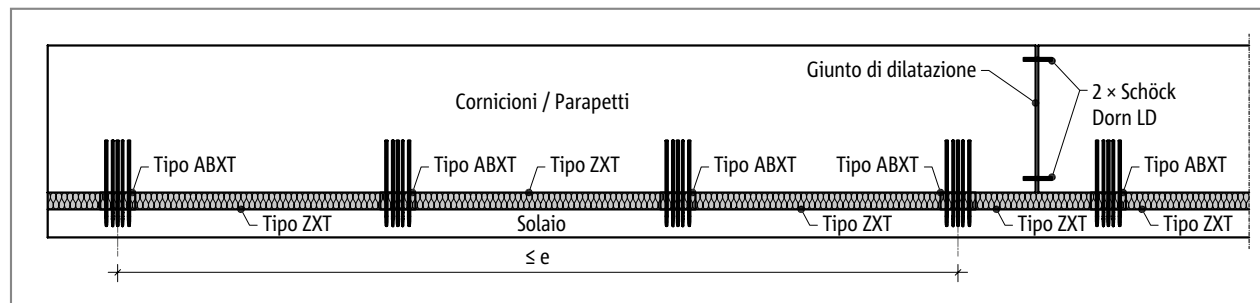 Giunto di dilatazione
2 × Schöck
Dorn LD
Cornicioni / Parapetti
Tipo ABXT
Tipo ABXT
Tipo ZXT
Tipo ABXT
Tipo ABXT
Tipo ABXT
Tipo ZXT
Solaio
Tipo ZXT
Tipo ZXT
Tipo ZXT
≤ e